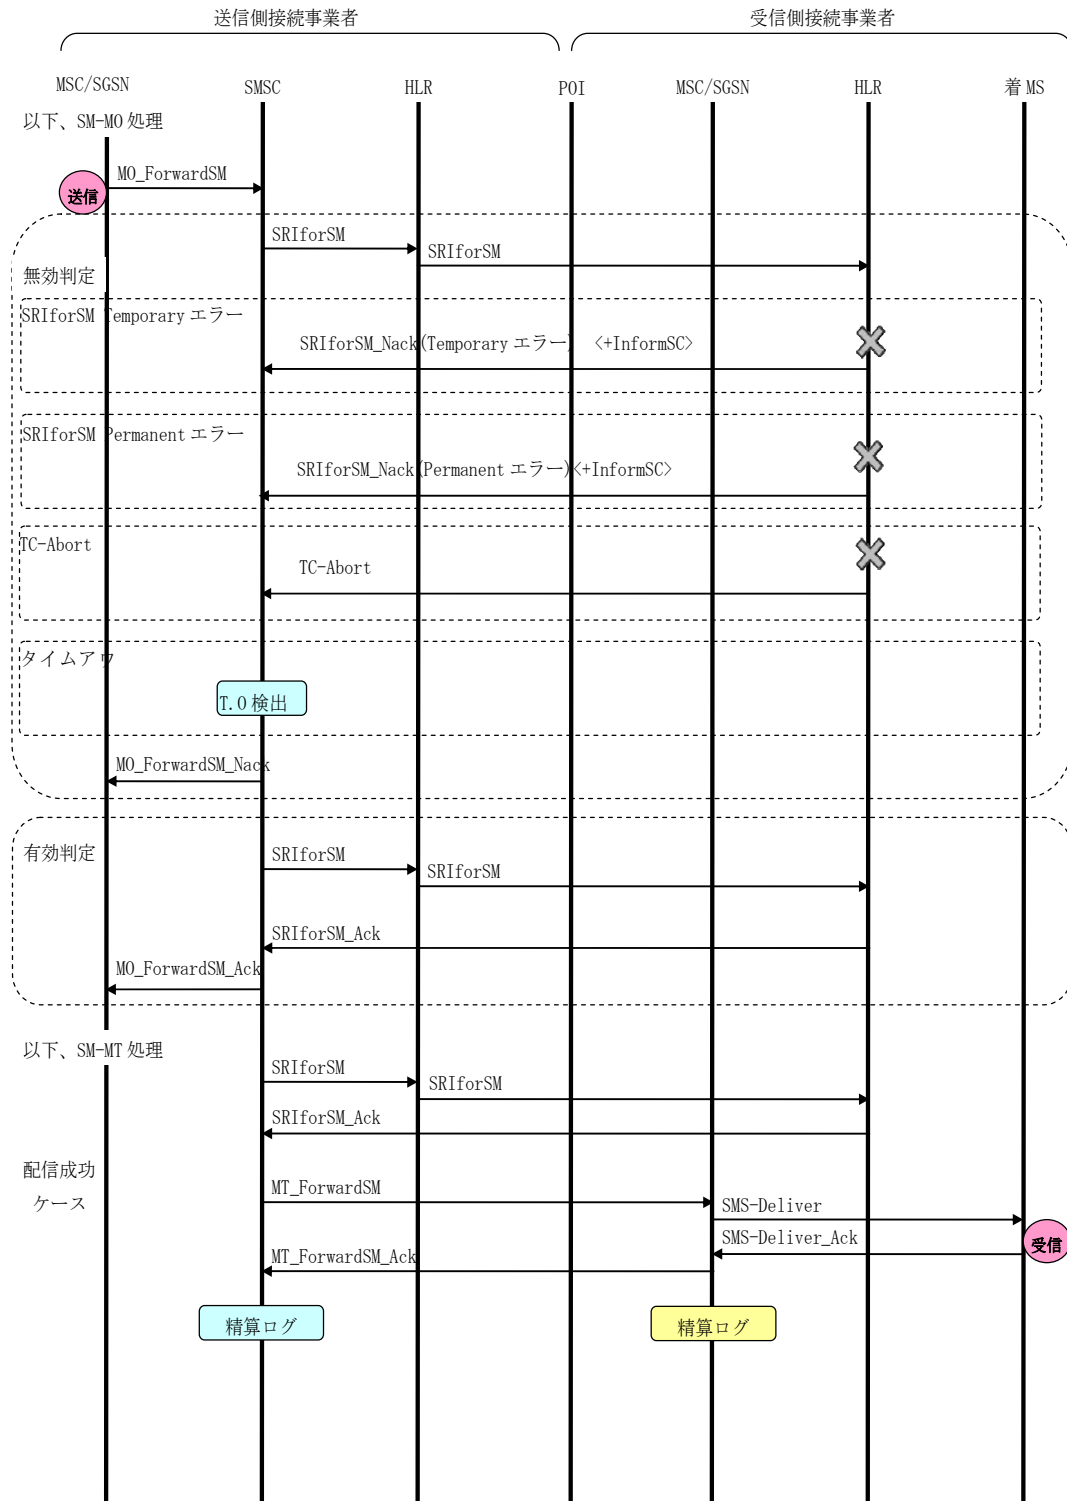 送信側接続事業者
受信側接続事業者
MSC/SGSN
SMSC
HLR
POI
MSC/SGSN
HLR
着 MS
以下、SM-MO 処理
MO_ForwardSM
送信
SRIforSM
SRIforSM
無効判定
SRIforSM Temporary エラー
SRIforSM_Nack(Temporary エラー) <+InformSC>
SRIforSM Permanent エラー
SRIforSM_Nack(Permanent エラー)<+InformSC>
TC-Abort
TC-Abort
タイムアウ
T.O 検出
MO_ForwardSM_Nack
有効判定
SRIforSM
SRIforSM
SRIforSM_Ack
MO_ForwardSM_Ack
以下、SM-MT 処理
SRIforSM
SRIforSM
SRIforSM_Ack
配信成功
ケース
MT_ForwardSM
SMS-Deliver
SMS-Deliver_Ack
受信
MT_ForwardSM_Ack
精算ログ
精算ログ